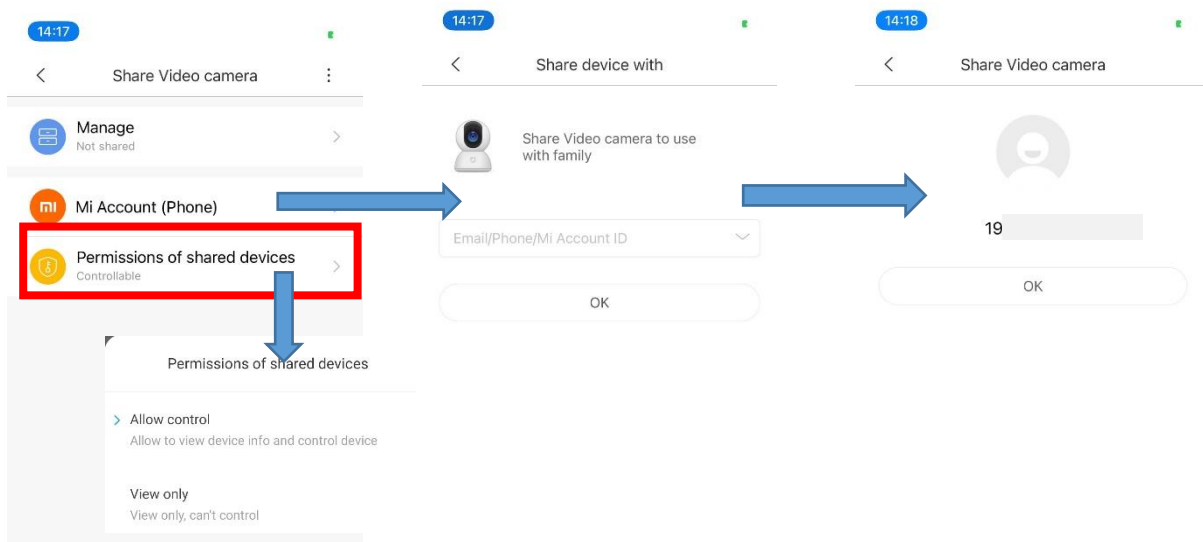 14:17
Share Video camera
Manage
Not shared
mi
Mi Account (Phone)
Permissions of shared devices
Controllable
Permissions of shared devices
Allow control
Allow to view device info and control device
View only
View only, can't control
14:17
Share device with
Share Video camera to use
with family
Email/Phone/Mi Account ID
OK
14:18
Share Video camera
19
OK